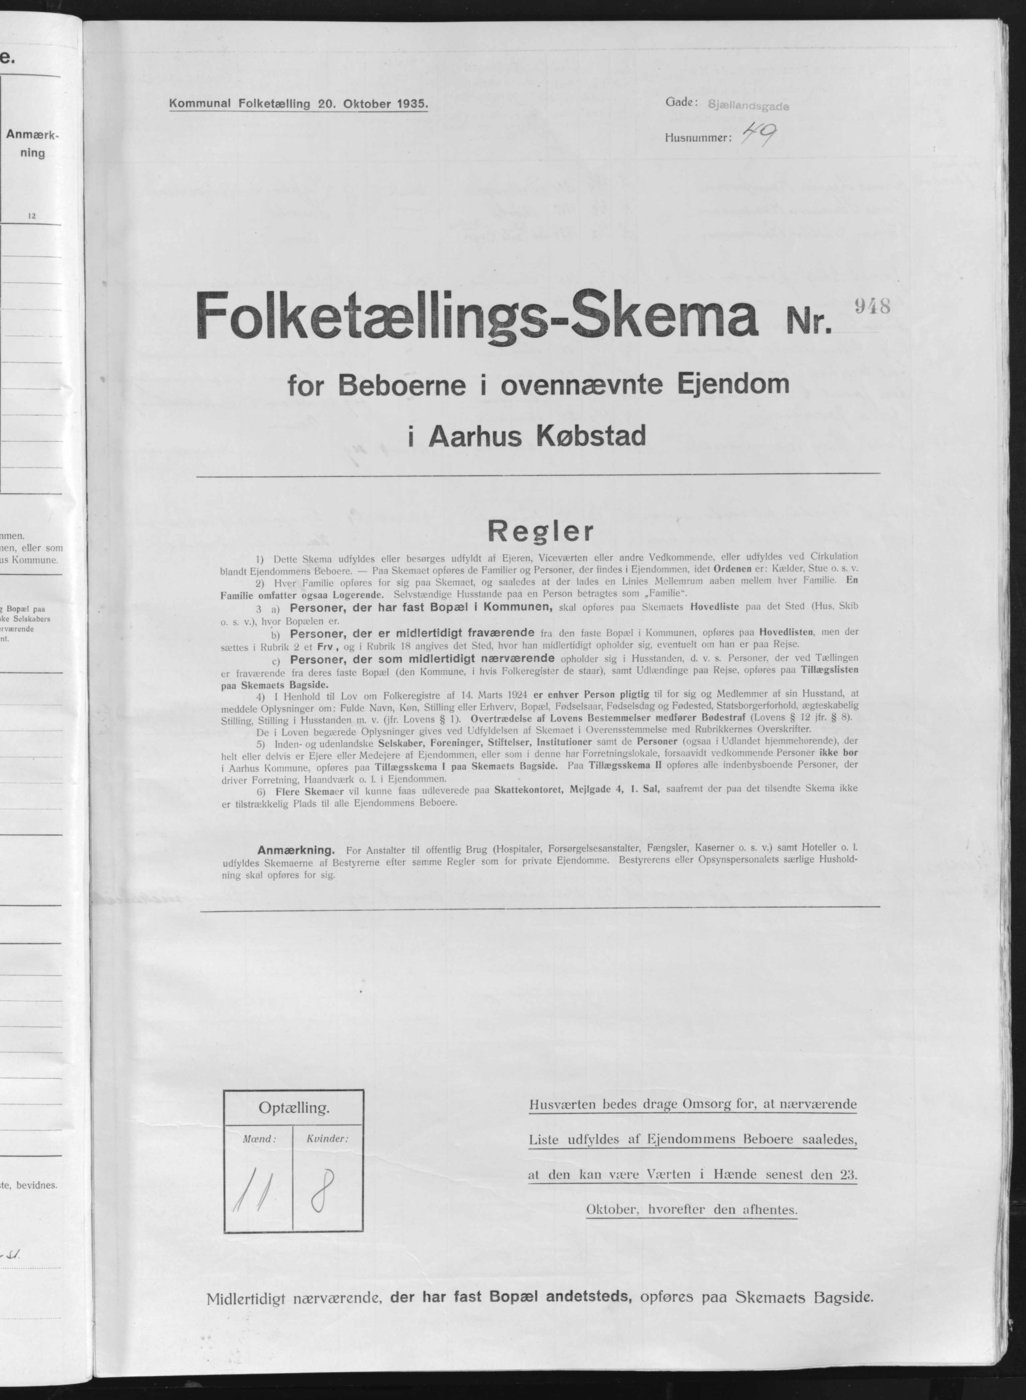 e.
Anmærk-
ning
12
nmen.
nen, eller som
us Kommune.
g Bopæl paa
ske Selskabers
ærværende
nt.
te, bevidnes.
Kommunal Folketælling 20. Oktober 1935.
Gade: Sjællandsgade
Husnummer: 49
Folketællings-Skema Nr. 948
for Beboerne i ovennævnte Ejendom
i Aarhus Købstad
Regler
1) Dette Skema udfyldes eller besørges udfyldt af Ejeren, Viceværten eller andre Vedkommende, eller udfyldes ved Cirkulation
blandt Ejendommens Beboere. — Paa Skemaet opføres de Familier og Personer, der findes i Ejendommen, idet Ordenen er: Kælder, Stue o. s. v.
2) Hver Familie opføres for sig paa Skemaet, og saaledes at der lades en Linies Mellemrum aaben mellem hver Familie. En
Familie omfatter ogsaa Logerende. Selvstændige Husstande paa en Person betragtes som „Familie“.
3 a) Personer, der har fast Bopæl i Kommunen, skal opføres paa Skemaets Hovedliste paa det Sted (Hus, Skib
o. s. v.), hvor Bopælen er.
b) Personer, der er midlertidigt fraværende fra den faste Bopæl i Kommunen, opføres paa Hovedlisten, men der
sættes i Rubrik 2 et Frv., og i Rubrik 18 angives det Sted, hvor han midlertidigt opholder sig, eventuelt om han er paa Rejse.
c) Personer, der som midlertidigt nærværende opholder sig i Husstanden, d. v. s. Personer, der ved Tællingen
er fraværende fra deres faste Bopæl (den Kommune, i hvis Folkeregister de staar), samt Udlændinge paa Rejse, opføres paa Tillægslisten
paa Skemaets Bagside.
4) I Henhold til Lov om Folkeregistre af 14. Marts 1924 er enhver Person pligtig til for sig og Medlemmer af sin Husstand, at
meddele Oplysninger om: Fulde Navn, Køn, Stilling eller Erhverv, Bopæl, Fødselsaar, Fødselsdag og Fødested, Statsborgerforhold, ægteskabelig
Stilling, Stilling i Husstanden m. v. (jfr. Lovens § 1). Overtrædelse af Lovens Bestemmelser medfører Bødestraf (Lovens § 12 jfr. § 8).
De i Loven begærede Oplysninger gives ved Udfyldelsen af Skemaet i Overensstemmelse med Rubrikkernes Overskrifter.
5) Inden- og udenlandske Selskaber, Foreninger, Stiftelser, Institutioner samt de Personer (ogsaa i Udlandet hjemmehørende), der
helt eller delvis er Ejere eller Medejere af Ejendommen, eller som i denne har Forretningslokale, forsaavidt vedkommende Personer ikke bor
i Aarhus Kommune, opføres paa Tillægsskema I paa Skemaets Bagside. Paa Tillægsskema II opføres alle indenbysboende Personer, der
driver Forretning, Haandværk o. l. i Ejendommen.
6) Flere Skemaer vil kunne faas udleverede paa Skattekontoret, Mejlgade 4, 1. Sal, saafremt der paa det tilsendte Skema ikke
er tilstrækkelig Plads til alle Ejendommens Beboere.
Anmærkning. For Anstalter til offentlig Brug (Hospitaler, Forsørgelsesanstalter, Fængsler, Kaserner o. s. v.) samt Hoteller o. l.
udfyldes Skemaerne af Bestyrerne efter samme Regler som for private Ejendomme. Bestyrerens eller Opsynspersonalets særlige Hushold-
ning skal opføres for sig.
Optælling.
Mænd: Kvinder:
11 8
Husværten bedes drage Omsorg for, at nærværende
Liste udfyldes af Ejendommens Beboere saaledes,
at den kan være Værten i Hænde senest den 23.
Oktober, hvorefter den afhentes.
Midlertidigt nærværende, der har fast Bopæl andetsteds, opføres paa Skemaets Bagside.